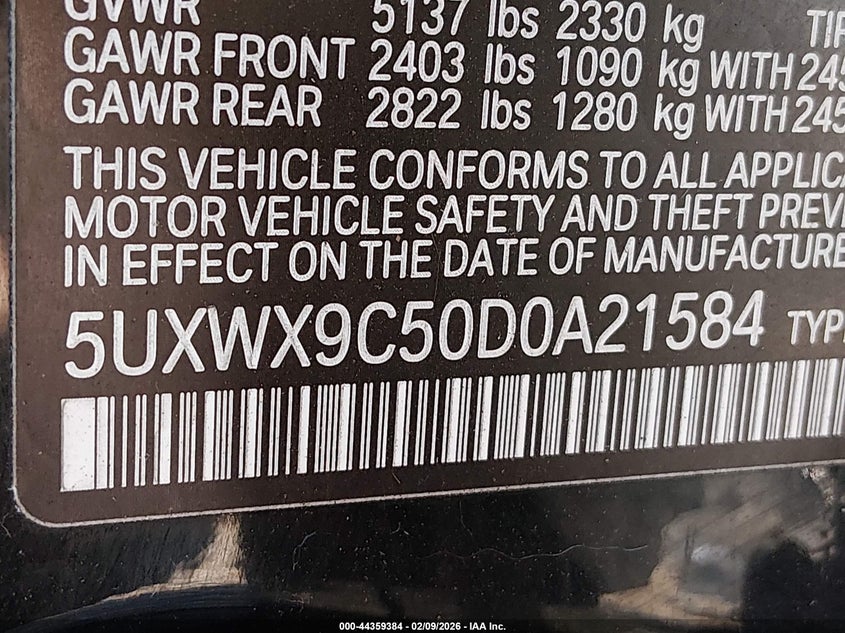 GVWR 5137 lbs 2330 kg
GAWR FRONT 2403 lbs 1090 kg WITH 245
GAWR REAR 2822 lbs 1280 kg WITH 245
THIS VEHICLE CONFORMS TO ALL
MOTOR VEHICLE SAFETY AND THEFT
IN EFFECT ON THE DATE OF MANUFACTURE
5UXWX9C50D0A21584
000-44359384 - 02/09/2026 - IAA Inc.